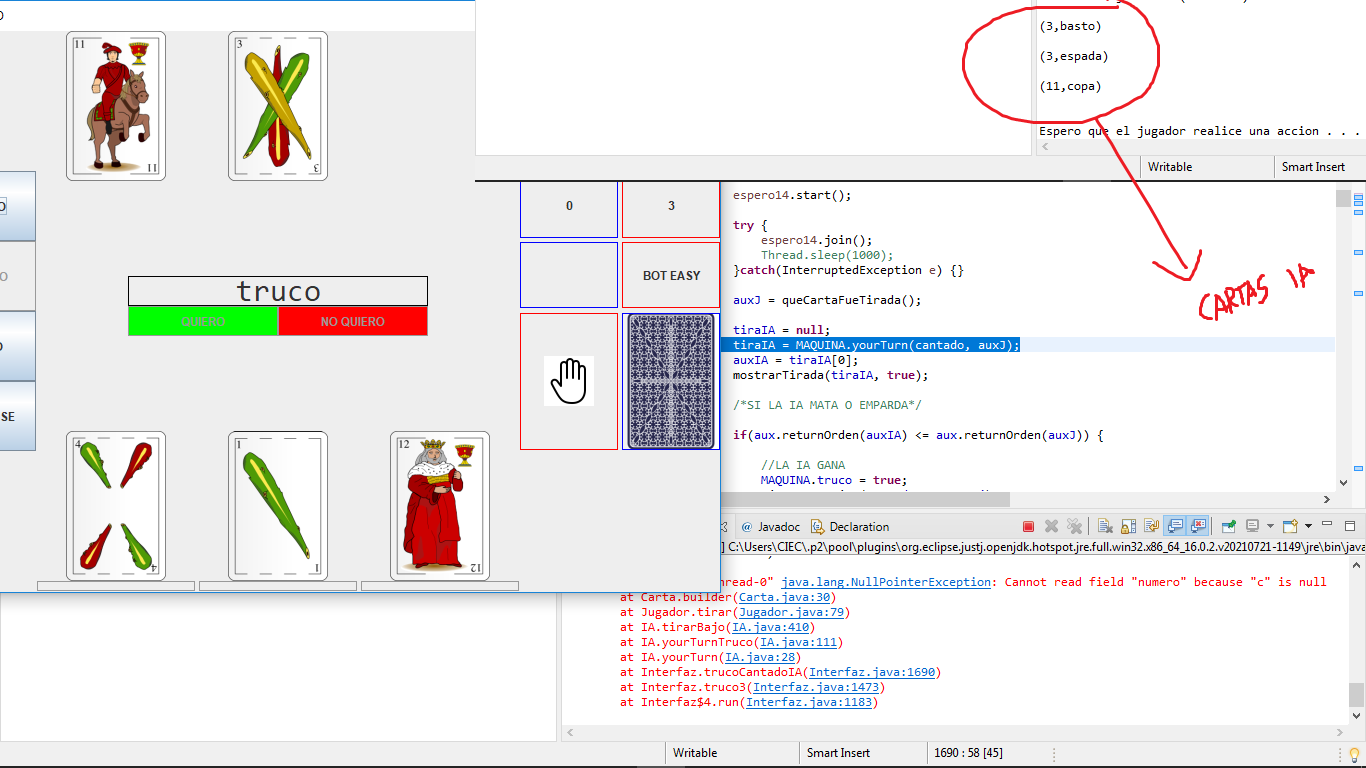 O
11
11
3
3
(3,basto)
(3,espada)
(11,copa)
Espero que el jugador realice una accion . . .
Writable
Smart Insert
O
O
O
SE
0
3
BOT EASY
truco
QUIERO
NO QUIERO
4
4
1
1
12
12
espero14.start();
try {
espero14.join();
Thread.sleep(1000);
}catch(InterruptedException e) {}
auxJ = queCartaFueTirada();
tiraIA = null;
tiraIA = MAQUINA.yourTurn(cantado, auxJ);
auxIA = tiraIA[0];
mostrarTirada(tiraIA, true);
/*SI LA IA MATA O EMPARDA*/
if(aux.returnOrden(auxIA) <= aux.returnOrden(auxJ)) {
//LA IA GANA
MAQUINA.truco = true;
CARTAS IA
@ Javadoc
Declaration
] C:\Users\CIEC\.p2\pool\plugins\org.eclipse.justj.openjdk.hotspot.jre.full.win32.x86_64_16.0.2.v20210721-1149\jre\bin\java
hread-0" java.lang.NullPointerException: Cannot read field "numero" because "c" is null
at Carta.builder(Carta.java:30)
at Jugador.tirar(Jugador.java:79)
at IA.tirarBajo(IA.java:410)
at IA.yourTurnTruco(IA.java:111)
at IA.yourTurn(IA.java:28)
at Interfaz.trucoCantadoIA(Interfaz.java:1690)
at Interfaz.truco3(Interfaz.java:1473)
at Interfaz$4.run(Interfaz.java:1183)
Writable
Smart Insert
1690 : 58 [45]